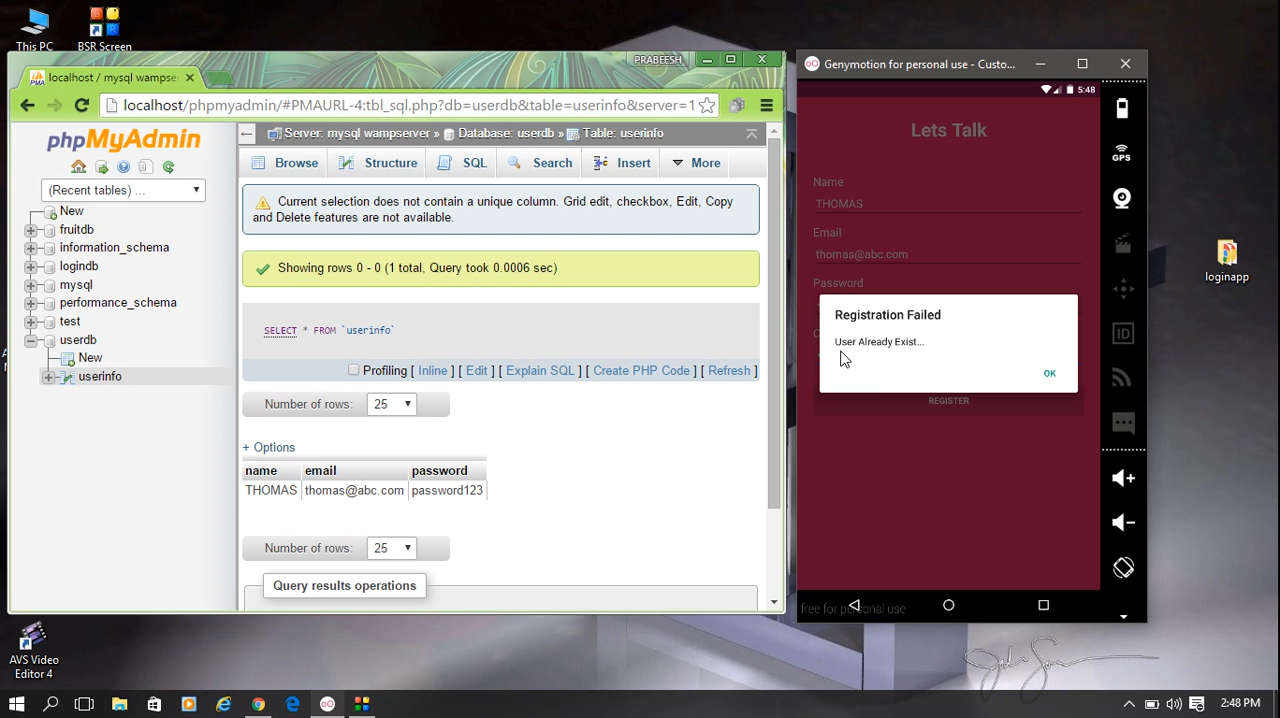 This PC
BSR Screen
PRABEESH
localhost / mysql wampser
localhost/phpmyadmin/#PMAURL-4:tbl_sql.php?db=userdb&table=userinfo&server=1
phpMyAdmin
(Recent tables) ...
New
fruitdb
information_schema
logindb
mysql
performance_schema
test
userdb
New
userinfo
Server: mysql wampserver » Database: userdb » Table: userinfo
Browse Structure SQL Search Insert More
Current selection does not contain a unique column. Grid edit, checkbox, Edit, Copy
and Delete features are not available.
Showing rows 0 - 0 (1 total, Query took 0.0006 sec)
SELECT * FROM `userinfo`
Profiling [ Inline ] [ Edit ] [ Explain SQL ] [ Create PHP Code ] [ Refresh ]
Number of rows: 25
+ Options
name email password
THOMAS thomas@abc.com password123
Number of rows: 25
Query results operations
Genymotion for personal use - Custo...
5:48
Lets Talk
Name
THOMAS
Email
thomas@abc.com
Password
Registration Failed
User Already Exist...
OK
REGISTER
free for personal use
GPS
ID
loginapp
AVS Video
Editor 4
2:48 PM